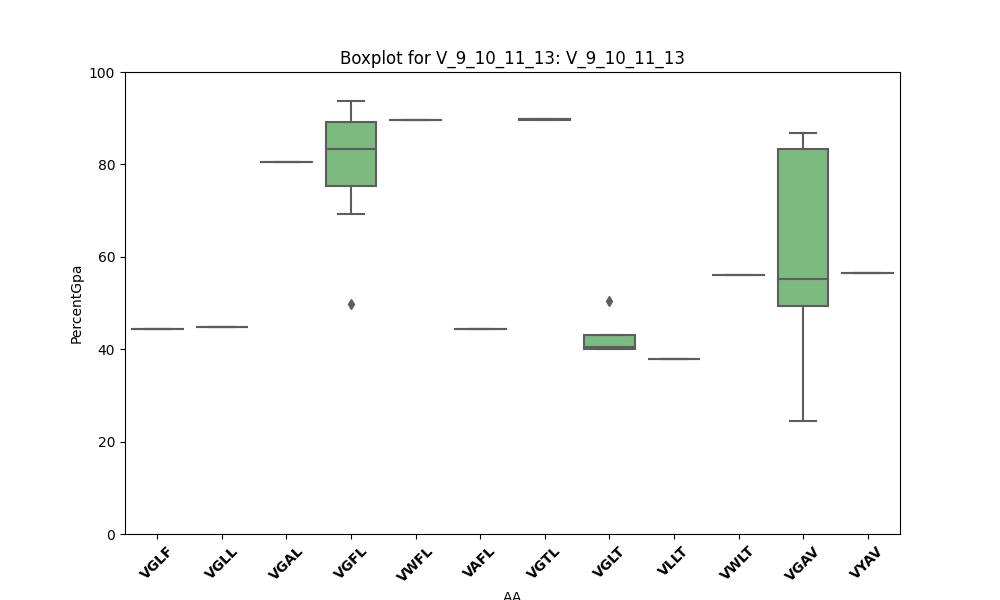 Boxplot for V_9_10_11_13: V_9_10_11_13
100
80
60
40
20
0
PercentGpa
VGLF
VGLL
VGAL
VGFL
VWFL
VAFL
VGTL
VGLT
VLLT
VWLT
VGAV
VYAV
AA